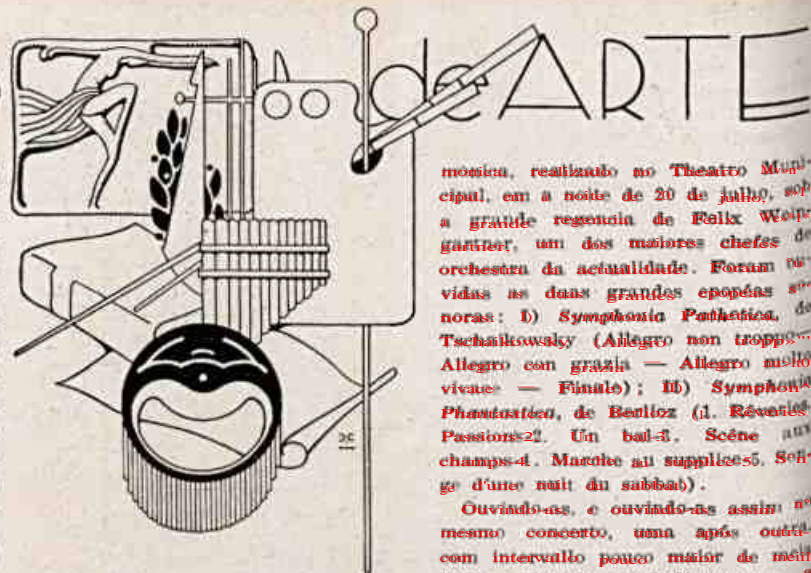 de ARTE
monica, realizado no Theatro Muni-
cipal, em a noite de 20 de julho, sob
a grande regencia de Felix Wein-
gartner, um dos maiores chefes de
orchestra da actualidade. Foram ou-
vidas as duas grandes epopéas so-
noras: I) Symphonia Pathetica, de
Tschaikowsky (Allegro non troppo —
Allegro con grazia — Allegro molto
vivace — Finale); II) Symphonia
Phantastica, de Berlioz (1. Rêveries
Passions-2. Un bal-3. Scéne aux
champs-4. Marche au supplice-5. Son-
ge d'une nuit du sabbat).
Ouvindo-as, e ouvindo-as assim no
mesmo concerto, uma após outra
com intervallo pouco maior de meia